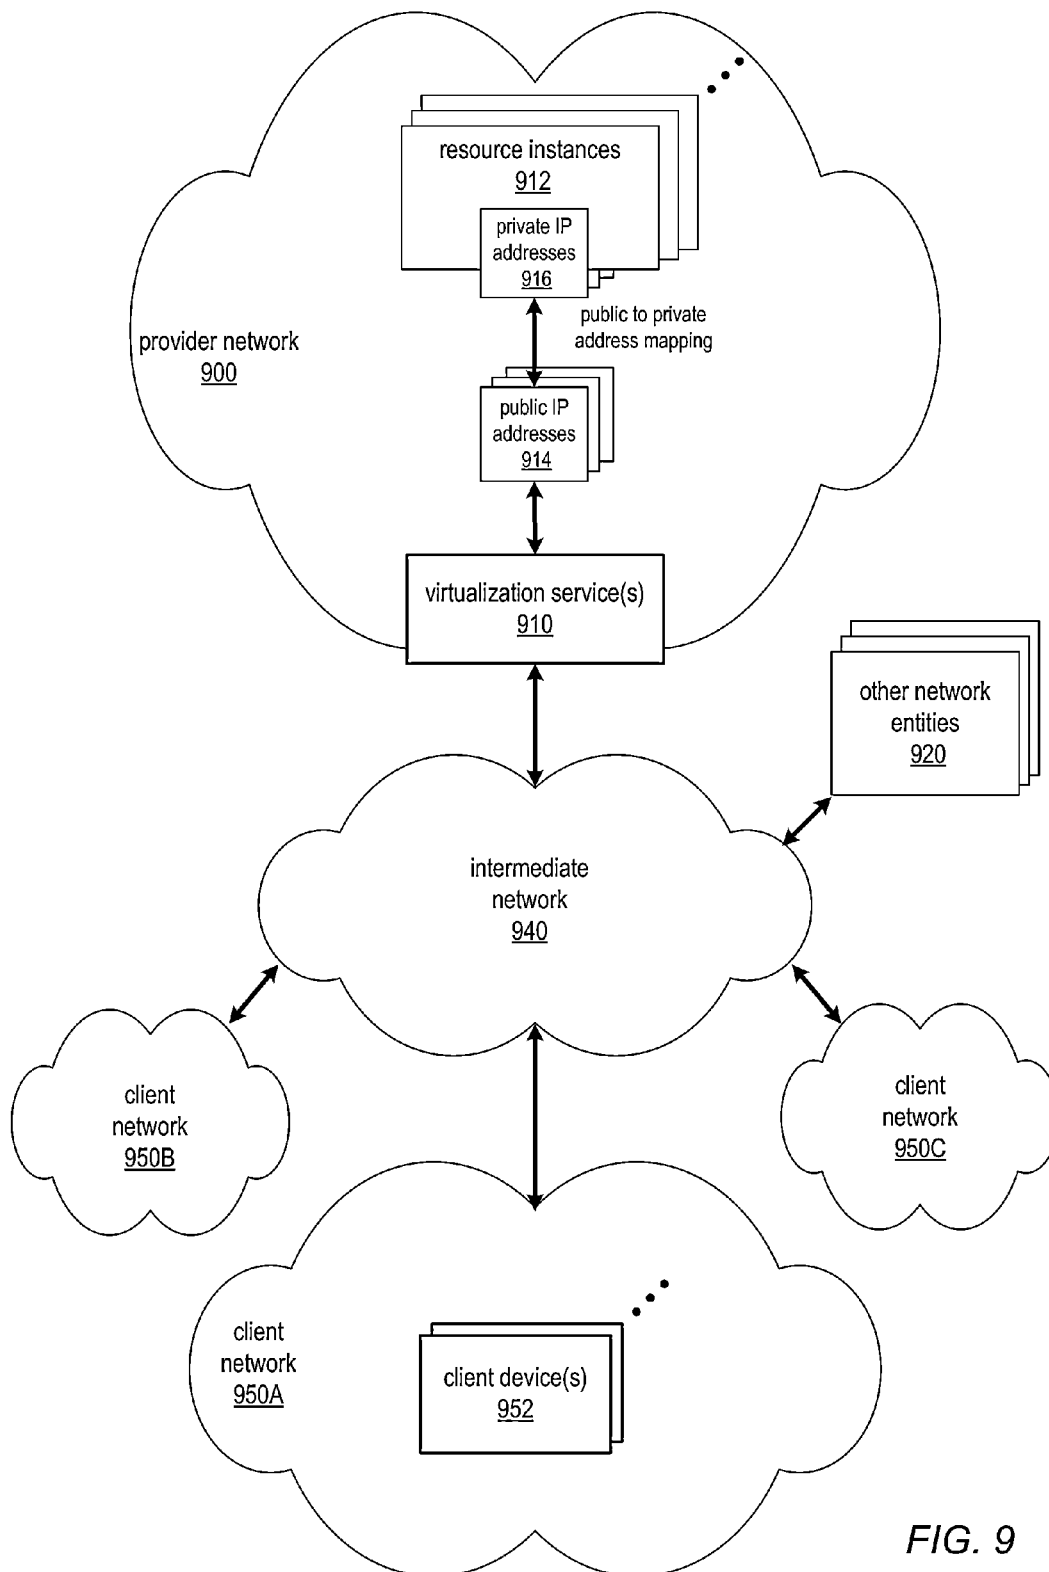 resource instances
912
private IP
addresses
916
public to private
address mapping
provider network
900
public IP
addresses
914
virtualization service(s)
910
other network
entities
920
intermediate
network
940
client
network
950B
client
network
950C
client
network
950A
client device(s)
952
FIG. 9